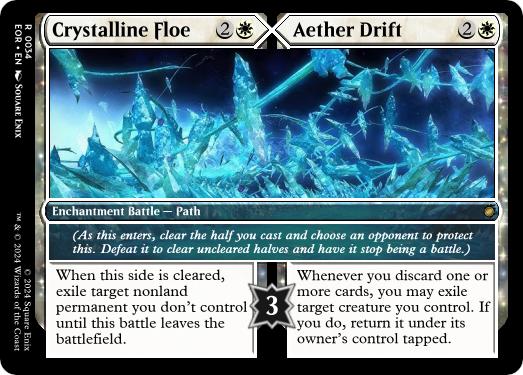 Crystalline Floe 2
Aether Drift 2
Enchantment Battle — Path
(As this enters, clear the half you cast and choose an opponent to protect
this. Defeat it to clear uncleared halves and have it stop being a battle.)
When this side is cleared,
exile target nonland
permanent you don't control
until this battle leaves the
battlefield.
3
Whenever you discard one or
more cards, you may exile
target creature you control. If
you do, return it under its
owner's control tapped.
R 0034
EOR • EN SQUARE ENIX
© 2024 Square Enix
™ & © 2024 Wizards of the Coast